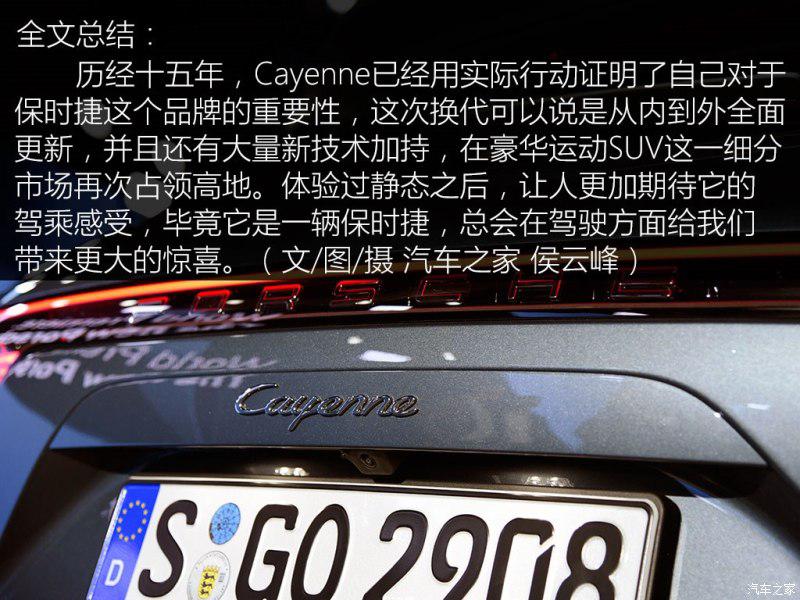 全文总结：
历经十五年，Cayenne已经用实际行动证明了自己对于
保时捷这个品牌的重要性，这次换代可以说是从内到外全面
更新，并且还有大量新技术加持，在豪华运动SUV这一细分
市场再次占领高地。体验过静态之后，让人更加期待它的
驾乘感受，毕竟它是一辆保时捷，总会在驾驶方面给我们
带来更大的惊喜。（文/图/摄 汽车之家 侯云峰）
PORSCHE
Cayenne
D
S GO 2908
汽车之家